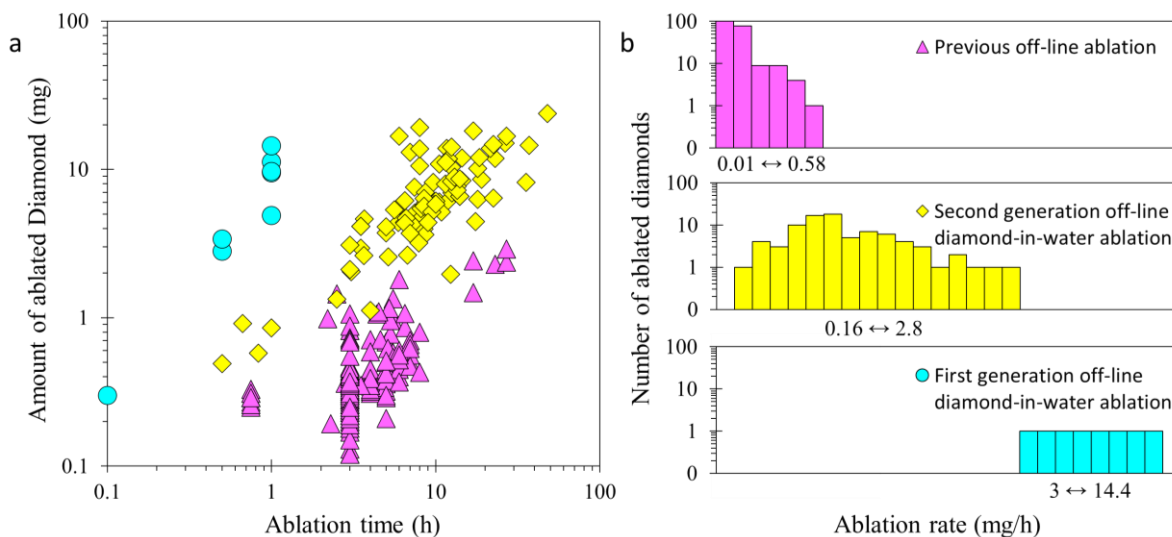 a
Amount of ablated Diamond (mg)
100
10
1
0.1
0.1
1
10
100
Ablation time (h)
b
Number of ablated diamonds
100
10
1
0
Previous off-line ablation
0.01 ↔ 0.58
100
10
1
0
Second generation off-line
diamond-in-water ablation
0.16 ↔ 2.8
100
10
1
0
First generation off-line
diamond-in-water ablation
3 ↔ 14.4
Ablation rate (mg/h)